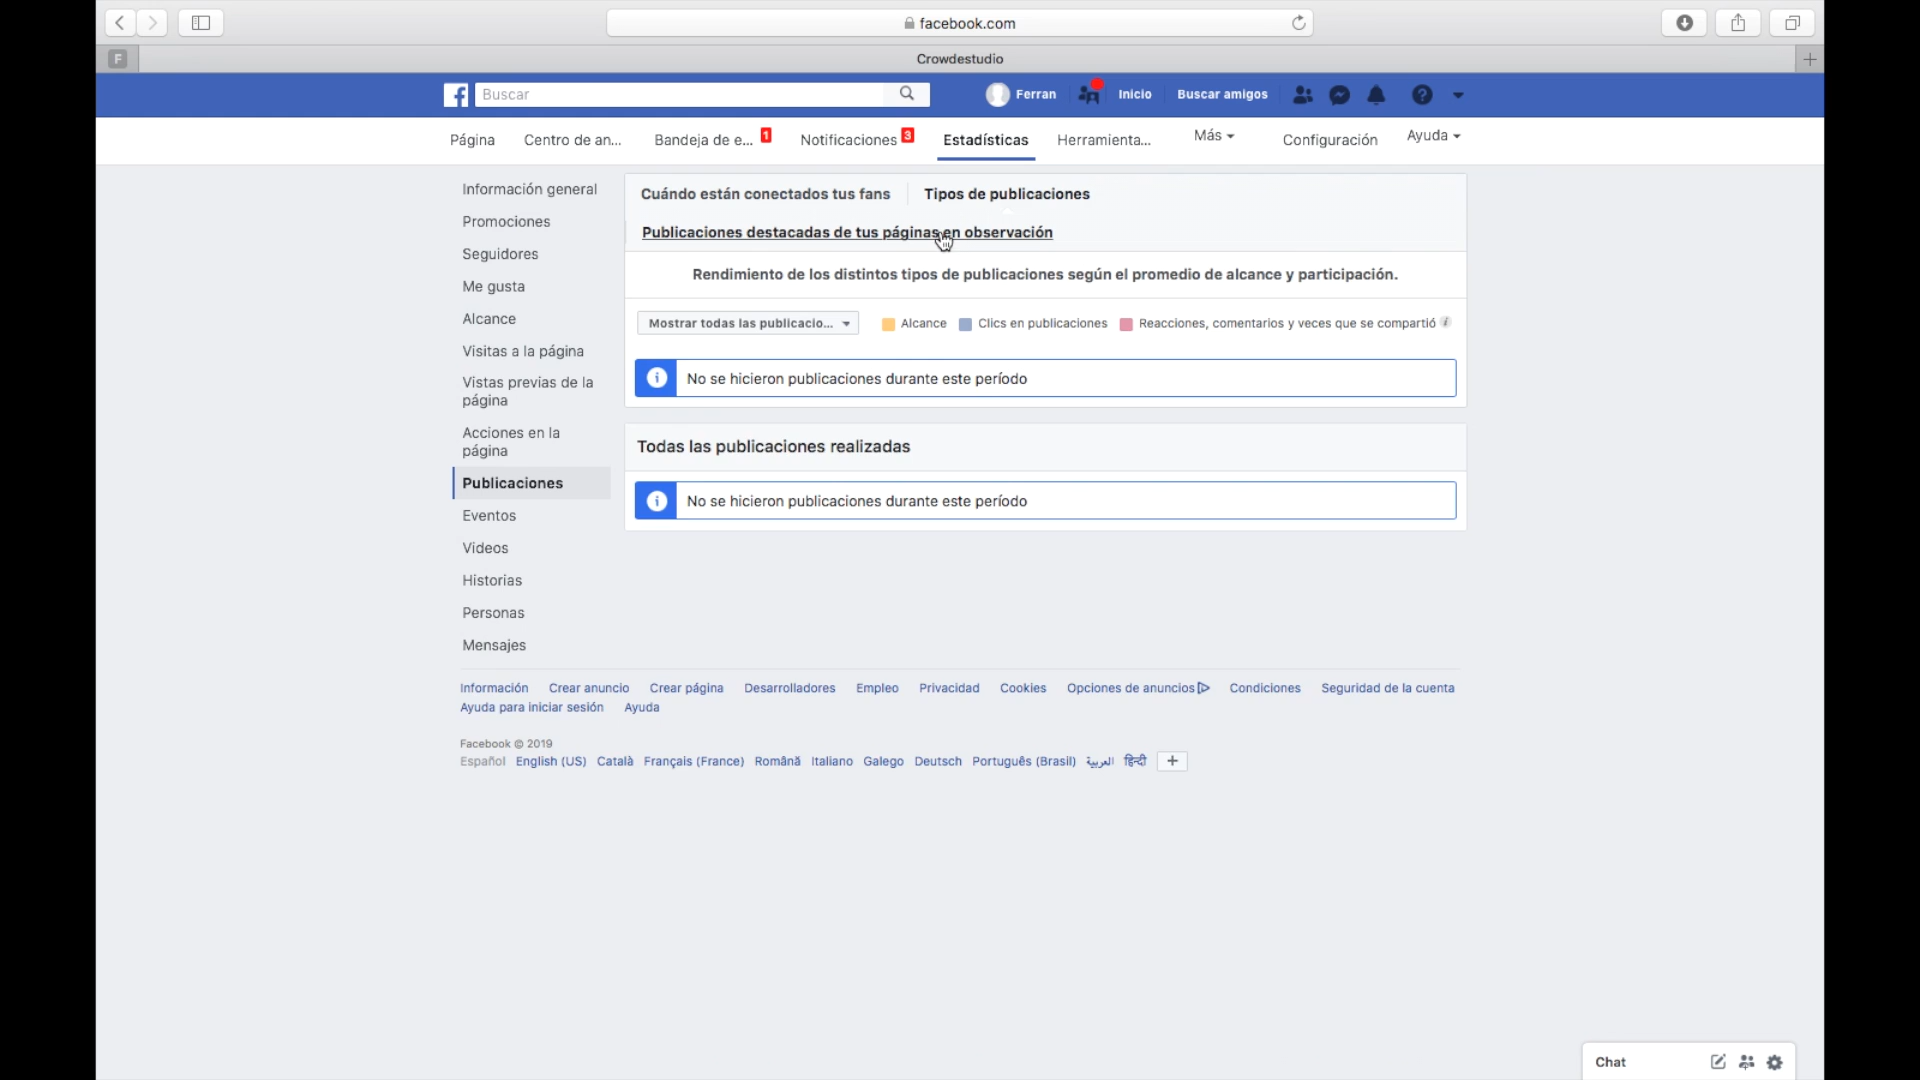 facebook.com
F
Crowdestudio
f Buscar Ferran Inicio Buscar amigos
Página Centro de an... Bandeja de e... 1 Notificaciones 3 Estadísticas Herramienta... Más Configuración Ayuda
Información general
Promociones
Seguidores
Me gusta
Alcance
Visitas a la página
Vistas previas de la
página
Acciones en la
página
Publicaciones
Eventos
Videos
Historias
Personas
Mensajes
Cuándo están conectados tus fans Tipos de publicaciones
Publicaciones destacadas de tus páginas en observación
Rendimiento de los distintos tipos de publicaciones según el promedio de alcance y participación.
Mostrar todas las publicacio... Alcance Clics en publicaciones Reacciones, comentarios y veces que se compartió i
No se hicieron publicaciones durante este período
Todas las publicaciones realizadas
No se hicieron publicaciones durante este período
Información Crear anuncio Crear página Desarrolladores Empleo Privacidad Cookies Opciones de anuncios Condiciones Seguridad de la cuenta
Ayuda para iniciar sesión Ayuda
Facebook © 2019
Español English (US) Català Français (France) Română Italiano Galego Deutsch Português (Brasil) العربية हिन्दी +
Chat